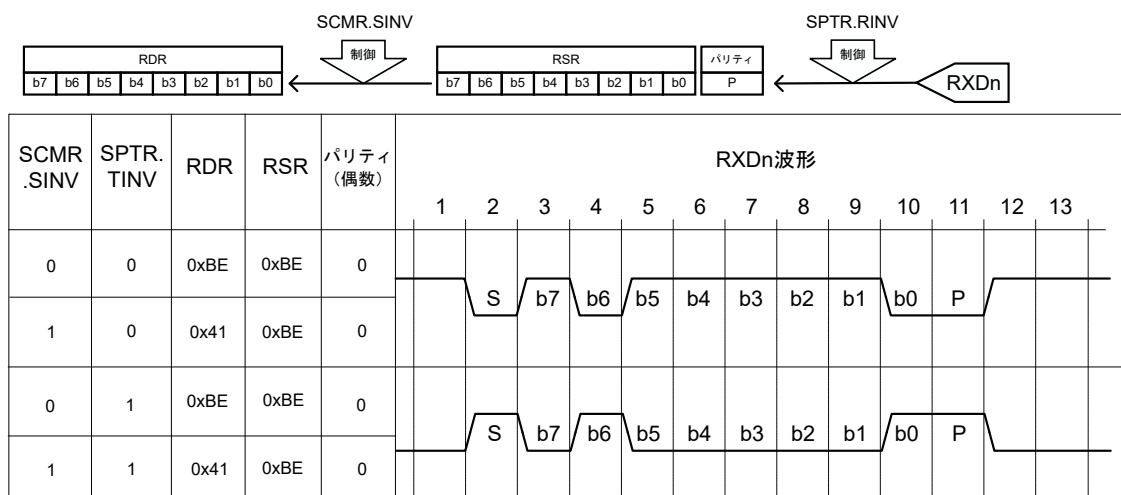 SCMR.SINV
SPTR.RINV
制御
制御
RDR
RSR
パリティ
b7 b6 b5 b4 b3 b2 b1 b0
b7 b6 b5 b4 b3 b2 b1 b0
P
RXDn
SCMR
.SINV
SPTR.
TINV
RDR
RSR
パリティ
(偶数)
RXDn波形
1 2 3 4 5 6 7 8 9 10 11 12 13
0 0 0xBE 0xBE 0
S b7 b6 b5 b4 b3 b2 b1 b0 P
1 0 0x41 0xBE 0
0 1 0xBE 0xBE 0
S b7 b6 b5 b4 b3 b2 b1 b0 P
1 1 0x41 0xBE 0